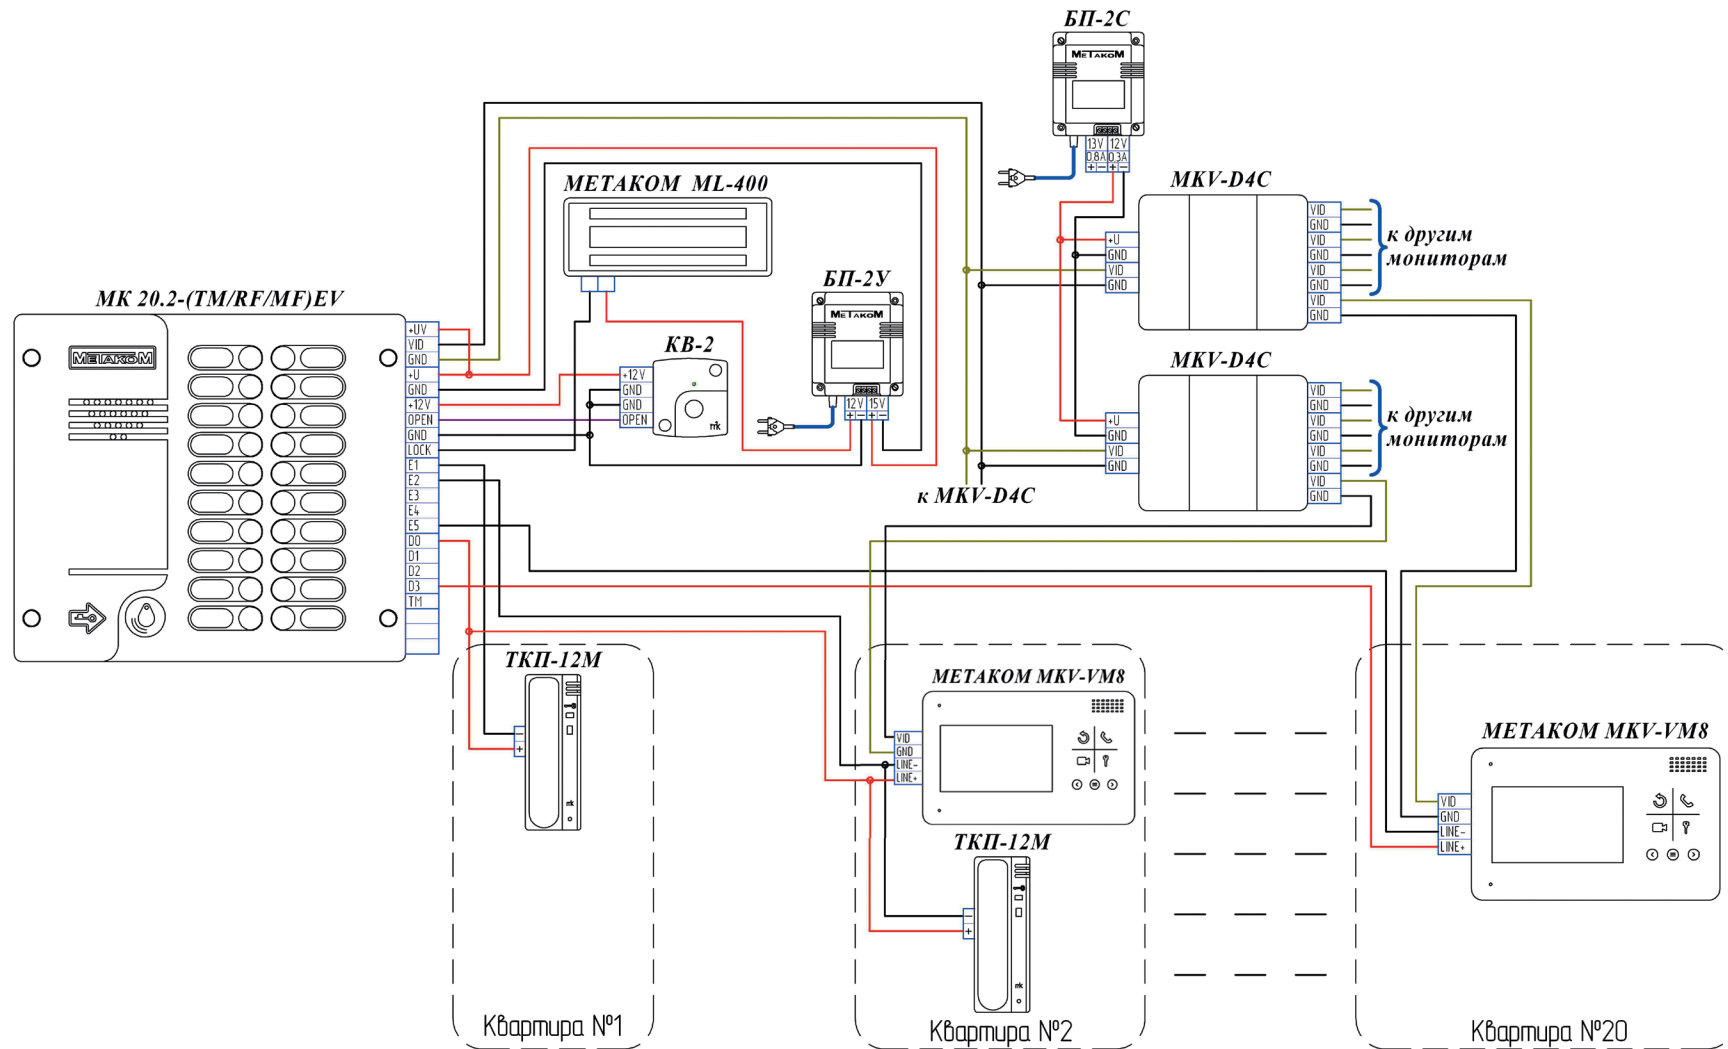 БП-2С
МЕТАКОМ
13V 12V
0,8А 0,3А
+ − + −
МЕТАКОМ ML-400
MKV-D4C
+U
GND
VID
GND
VID
GND
VID
GND
VID
GND
VID
GND
к другим
мониторам
БП-2У
МЕТАКОМ
12V 15V
+ − + −
КВ-2
+12V
GND
GND
OPEN
mk
МК 20.2-(TM/RF/MF)EV
МЕТАКОМ
+UV
VID
GND
+U
GND
+12V
OPEN
GND
LOCK
E1
E2
E3
E4
E5
D0
D1
D2
D3
TM
MKV-D4C
+U
GND
VID
GND
VID
GND
VID
GND
VID
GND
VID
GND
к другим
мониторам
к MKV-D4C
ТКП-12М
−
+
mk
Квартира №1
МЕТАКОМ MKV-VM8
VID
GND
LINE-
LINE+
ТКП-12М
−
+
mk
Квартира №2
МЕТАКОМ MKV-VM8
VID
GND
LINE-
LINE+
Квартира №20